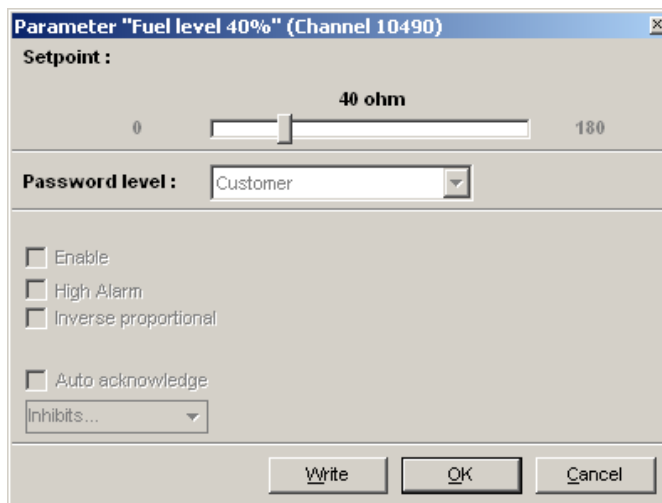 Parameter "Fuel level 40%" (Channel 10490)
Setpoint :
40 ohm
0 180
Password level : Customer
Enable
High Alarm
Inverse proportional
Auto acknowledge
Inhibits...
Write OK Cancel